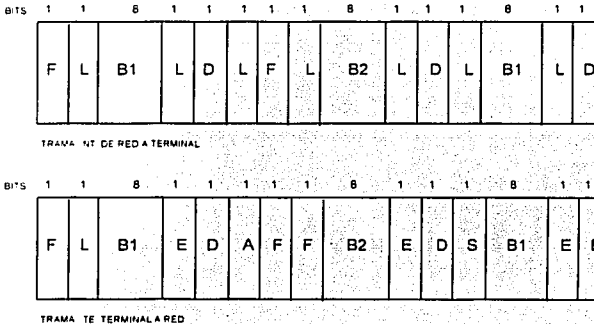 BITS 1 1 8 1 1 1 1 1 8 1 1 1 8 1 1
F L B1 L D L F L B2 L D L B1 L D
TRAMA NT DE RED A TERMINAL
BITS 1 1 8 1 1 1 1 1 8 1 1 1 8 1 1
F L B1 E D A F F B2 E D S B1 E
TRAMA TE TERMINAL A RED